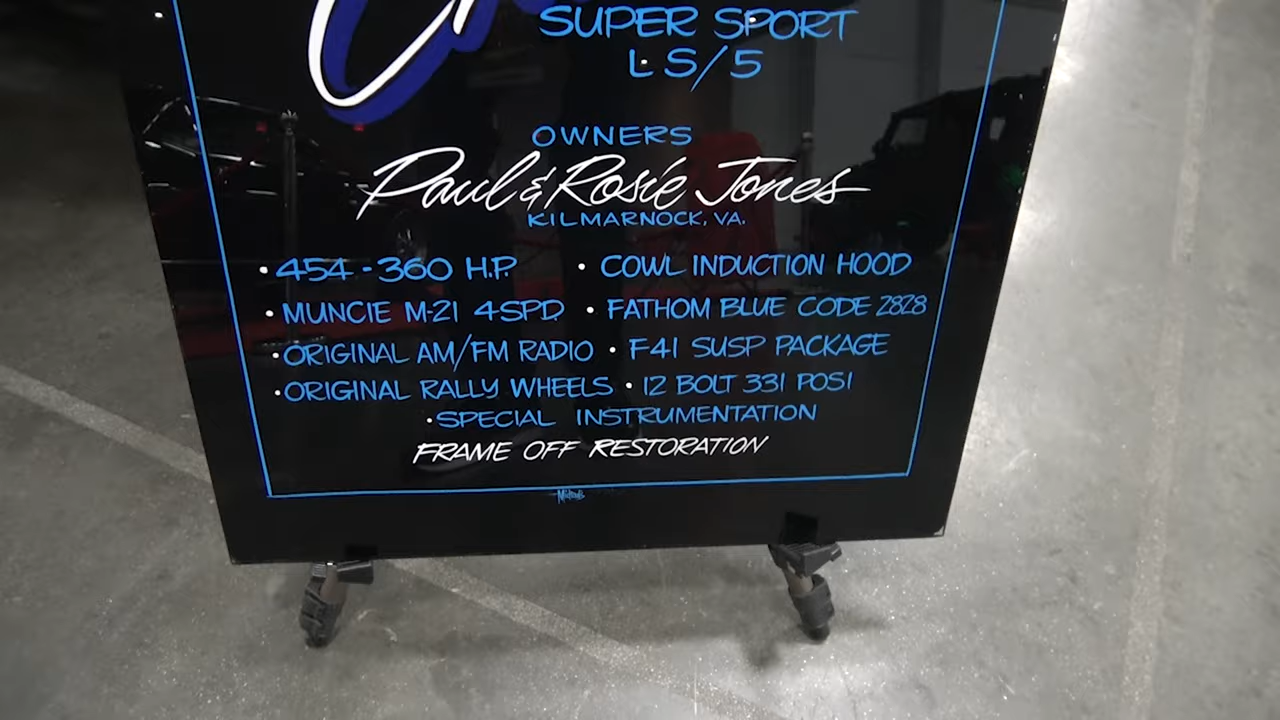 SUPER SPORT
LS/5
OWNERS
Paul & Rosie Jones
KILMARNOCK, VA.
• 454 - 360 H.P. • COWL INDUCTION HOOD
• MUNCIE M-21 4SPD • FATHOM BLUE CODE 2828
• ORIGINAL AM/FM RADIO • F41 SUSP PACKAGE
• ORIGINAL RALLY WHEELS • 12 BOLT 331 POSI
• SPECIAL INSTRUMENTATION
FRAME OFF RESTORATION